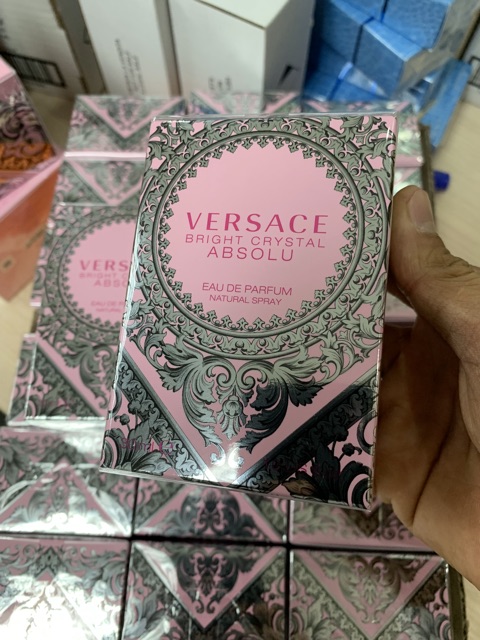 VERSACE
BRIGHT CRYSTAL
ABSOLU
EAU DE PARFUM
NATURAL SPRAY